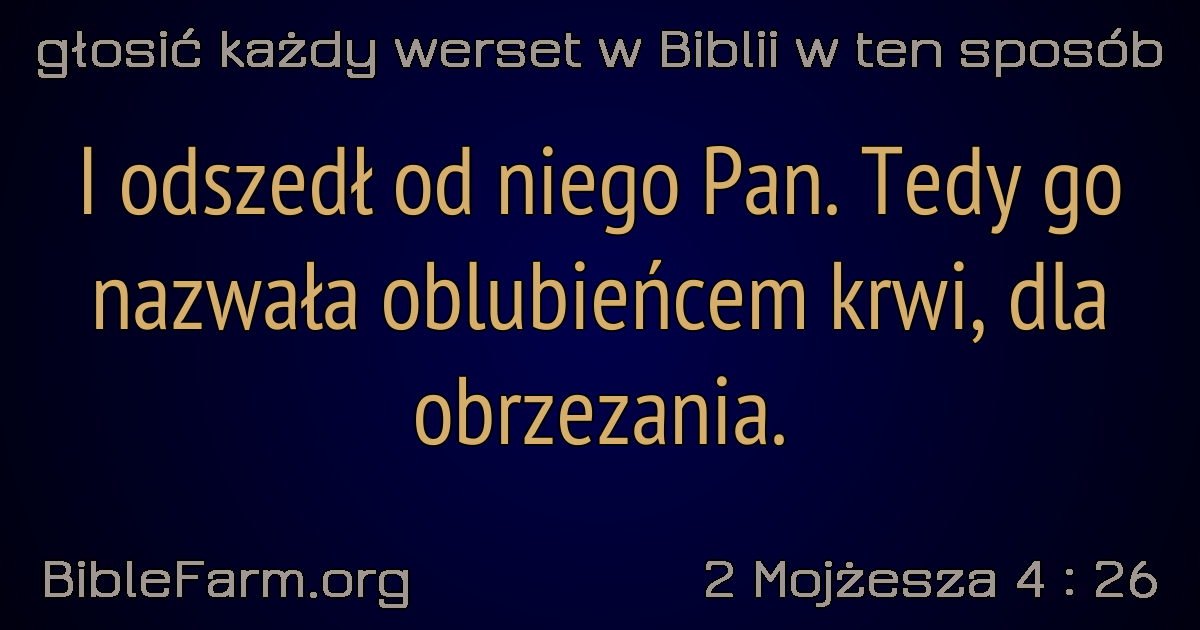 głosić każdy werset w Biblii w ten sposób
I odszedł od niego Pan. Tedy go
nazwała oblubieńcem krwi, dla
obrzezania.
BibleFarm.org
2 Mojżesza 4 : 26